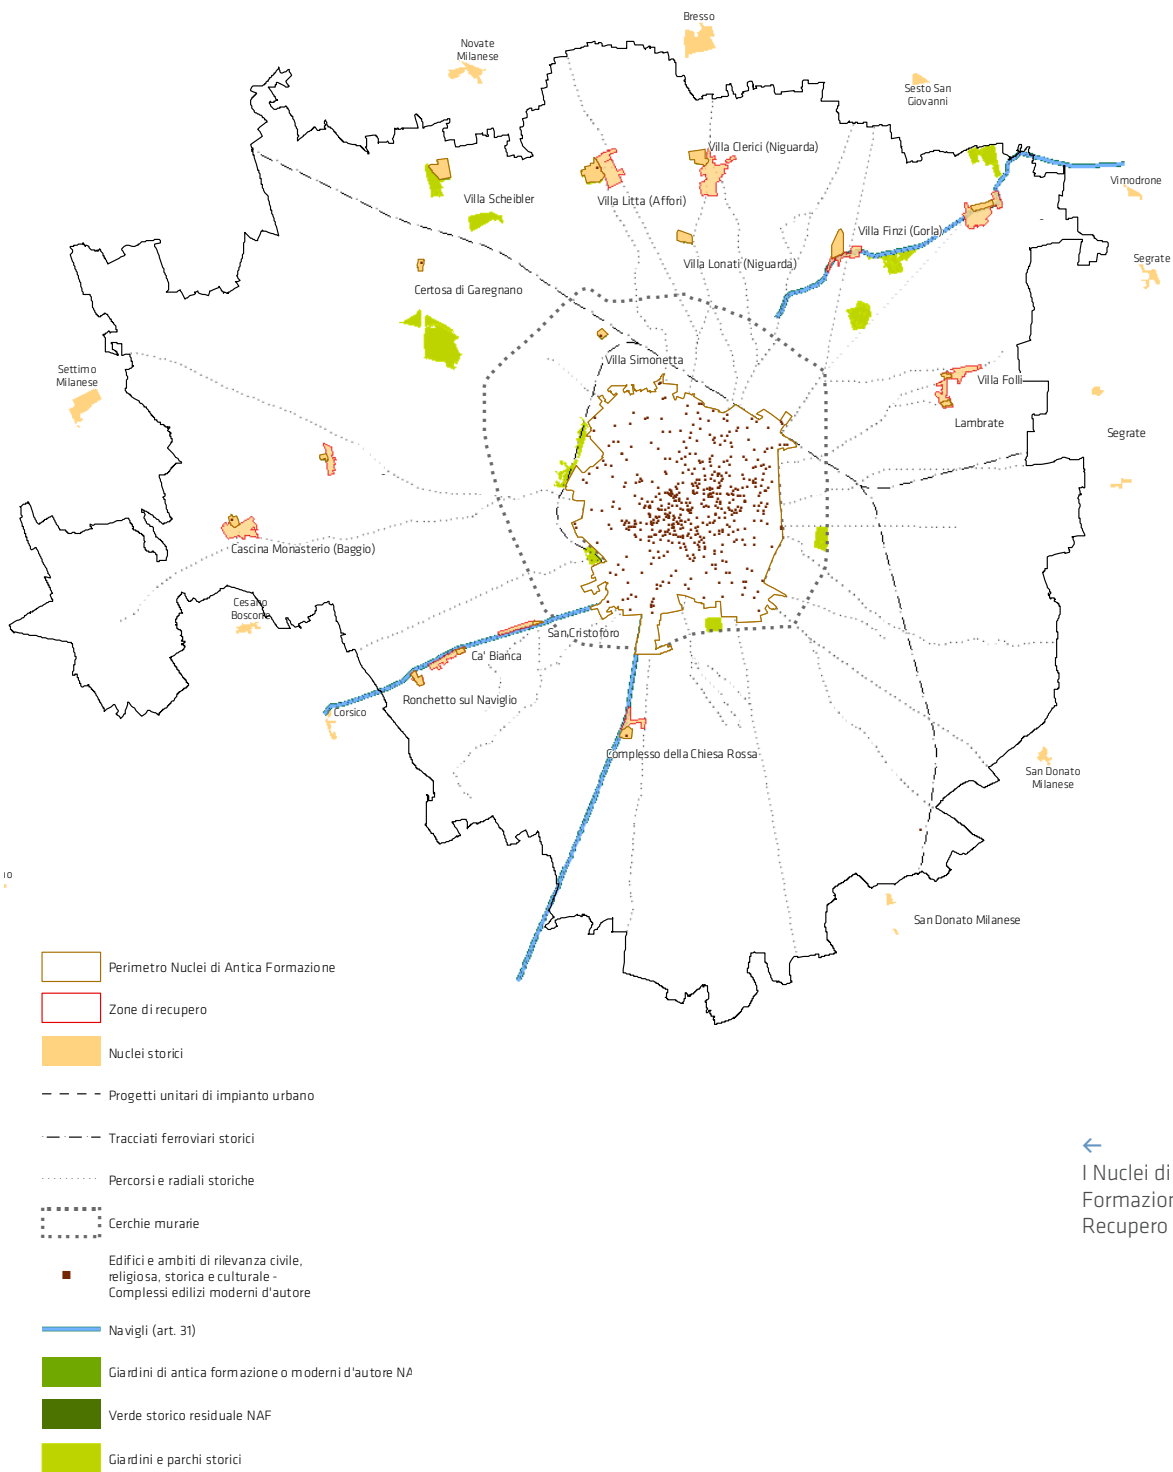 Bresso
Novate
Milanese
Sesto San
Giovanni
Villa Clerici (Niguarda)
Vimodrone
Villa Scheibler
Villa Litta (Affori)
Villa Finzi (Gorla)
Villa Lonati (Niguarda)
Segrate
Certosa di Garegnano
Villa Simonetta
Settimo
Milanese
Villa Folli
Lambrate
Segrate
Cascina Monasterio (Baggio)
Cesano
Boscone
San Cristoforo
Ca' Bianca
Ronchetto sul Naviglio
Corsico
Complesso della Chiesa Rossa
San Donato
Milanese
San Donato Milanese
Perimetro Nuclei di Antica Formazione
Zone di recupero
Nuclei storici
Progetti unitari di impianto urbano
Tracciati ferroviari storici
Percorsi e radiali storiche
Cerchie murarie
Edifici e ambiti di rilevanza civile,
religiosa, storica e culturale -
Complessi edilizi moderni d'autore
Navigli (art. 31)
Giardini di antica formazione o moderni d'autore NA
Verde storico residuale NAF
Giardini e parchi storici
I Nuclei di
Formazior
Recupero